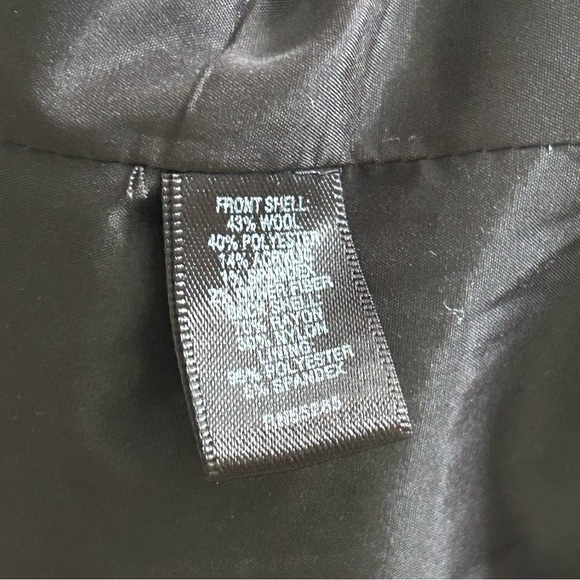 FRONT SHELL:
43% WOOL
40% POLYESTER
14% ACRYLIC
SPANDEX
2% OTHER FIBER
BACK SHELL:
70% RAYON
30% NYLON
LINING:
95% POLYESTER
5% SPANDEX